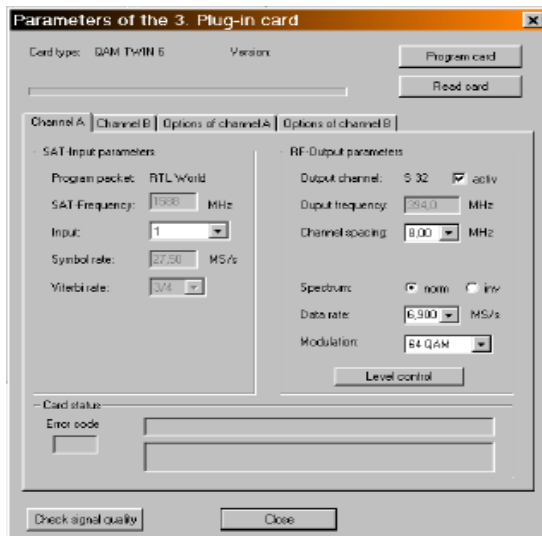 Parameters of the 3. Plug-in card
Card type: QAM TWIN 6 Version:
Program card
Read card
Channel A Channel B Options of channel A Options of channel B
SAT-Input parameters
Program packet: RTL World
SAT-Frequency: 1588 MHz
Input: 1
Symbol rate: 27,50 MS/s
Viterbi rate: 3/4
RF-Output parameters
Output channel: S 32 activ
Ouput frequency: 394,0 MHz
Channel spacing: 8,00 MHz
Spectrum: norm inv
Data rate: 6,900 MS/s
Modulation: 64 QAM
Level control
Card status
Error code
Check signal quality Close